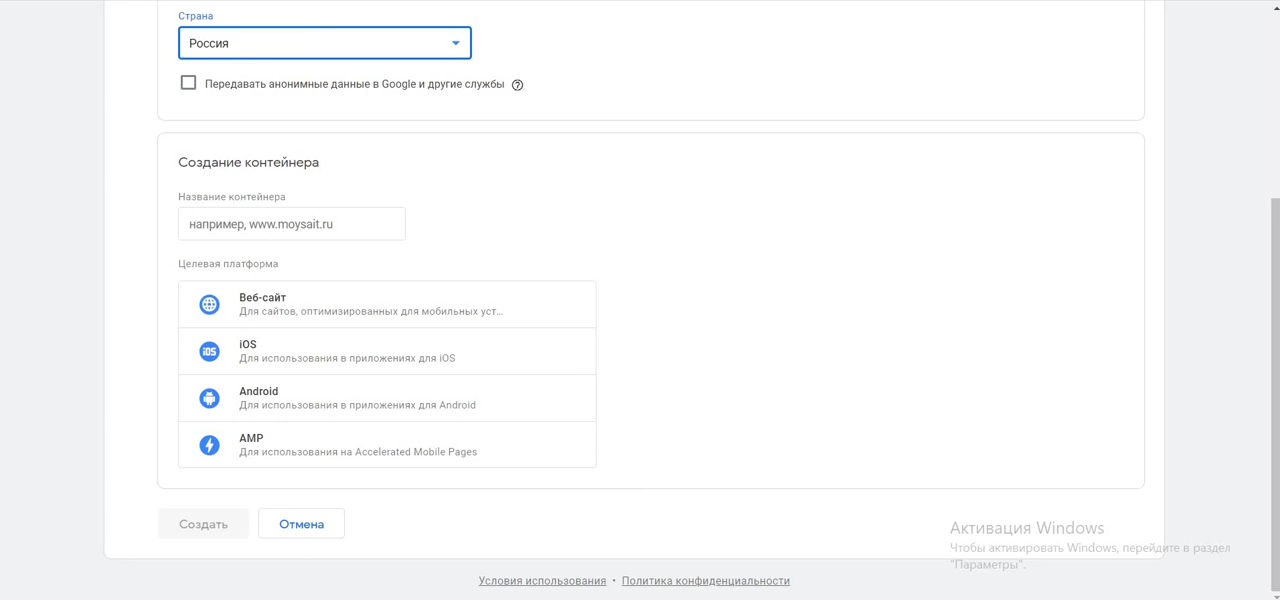 Страна
Россия
Передавать анонимные данные в Google и другие службы
Создание контейнера
Название контейнера
например, www.moysait.ru
Целевая платформа
Веб-сайт
Для сайтов, оптимизированных для мобильных уст...
iOS
iOS
Для использования в приложениях для iOS
Android
Для использования в приложениях для Android
AMP
Для использования на Accelerated Mobile Pages
Создать
Отмена
Активация Windows
Чтобы активировать Windows, перейдите в раздел
"Параметры".
Условия использования • Политика конфиденциальности